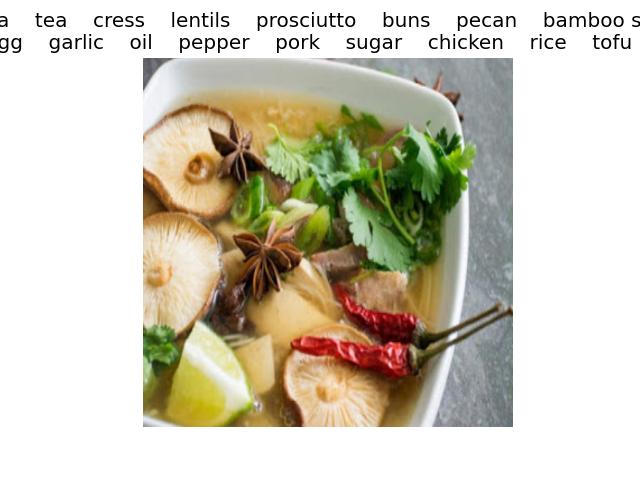 a tea cress lentils prosciutto buns pecan bamboo s
gg garlic oil pepper pork sugar chicken rice tofu